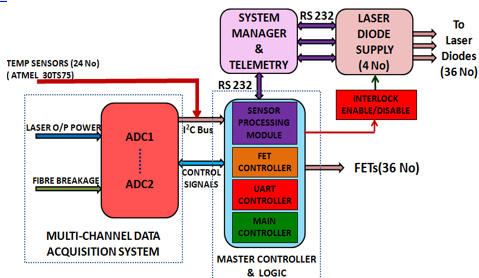 SYSTEM
MANAGER
&
TELEMETRY
RS 232
LASER
DIODE
SUPPLY
(4 No)
To
Laser
Diodes
(36 No)
TEMP SENSORS (24 No)
( ATMEL 30TS75)
RS 232
INTERLOCK
ENABLE/DISABLE
LASER O/P POWER
FIBRE BREAKAGE
ADC1
ADC2
I²C Bus
CONTROL
SIGNALS
SENSOR
PROCESSING
MODULE
FET
CONTROLLER
UART
CONTROLLER
MAIN
CONTROLLER
FETs(36 No)
MULTI-CHANNEL DATA
ACQUISITION SYSTEM
MASTER CONTROLLER
& LOGIC